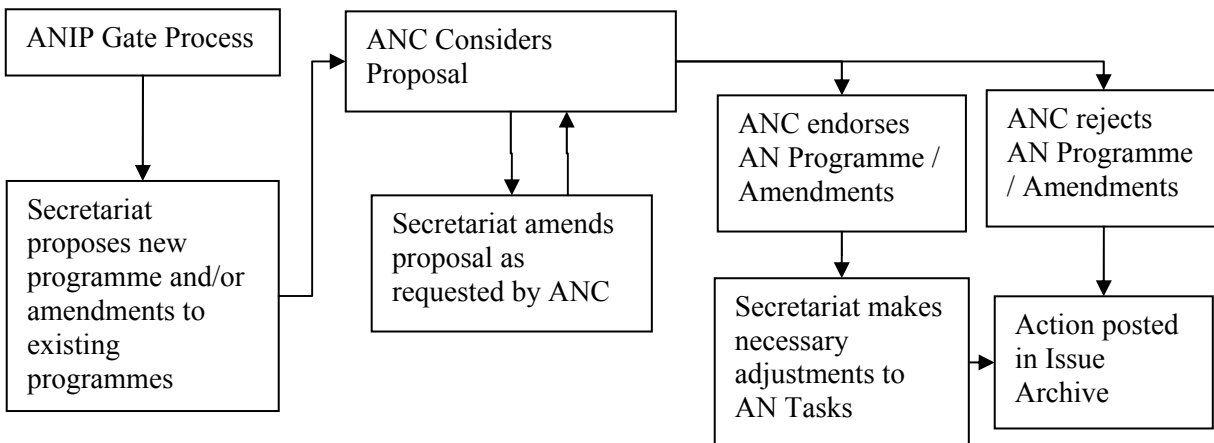 ANIP Gate Process
Secretariat
proposes new
programme and/or
amendments to
existing
programmes
ANC Considers
Proposal
Secretariat amends
proposal as
requested by ANC
ANC endorses
AN Programme /
Amendments
Secretariat makes
necessary
adjustments to
AN Tasks
ANC rejects
AN Programme
/ Amendments
Action posted
in Issue
Archive